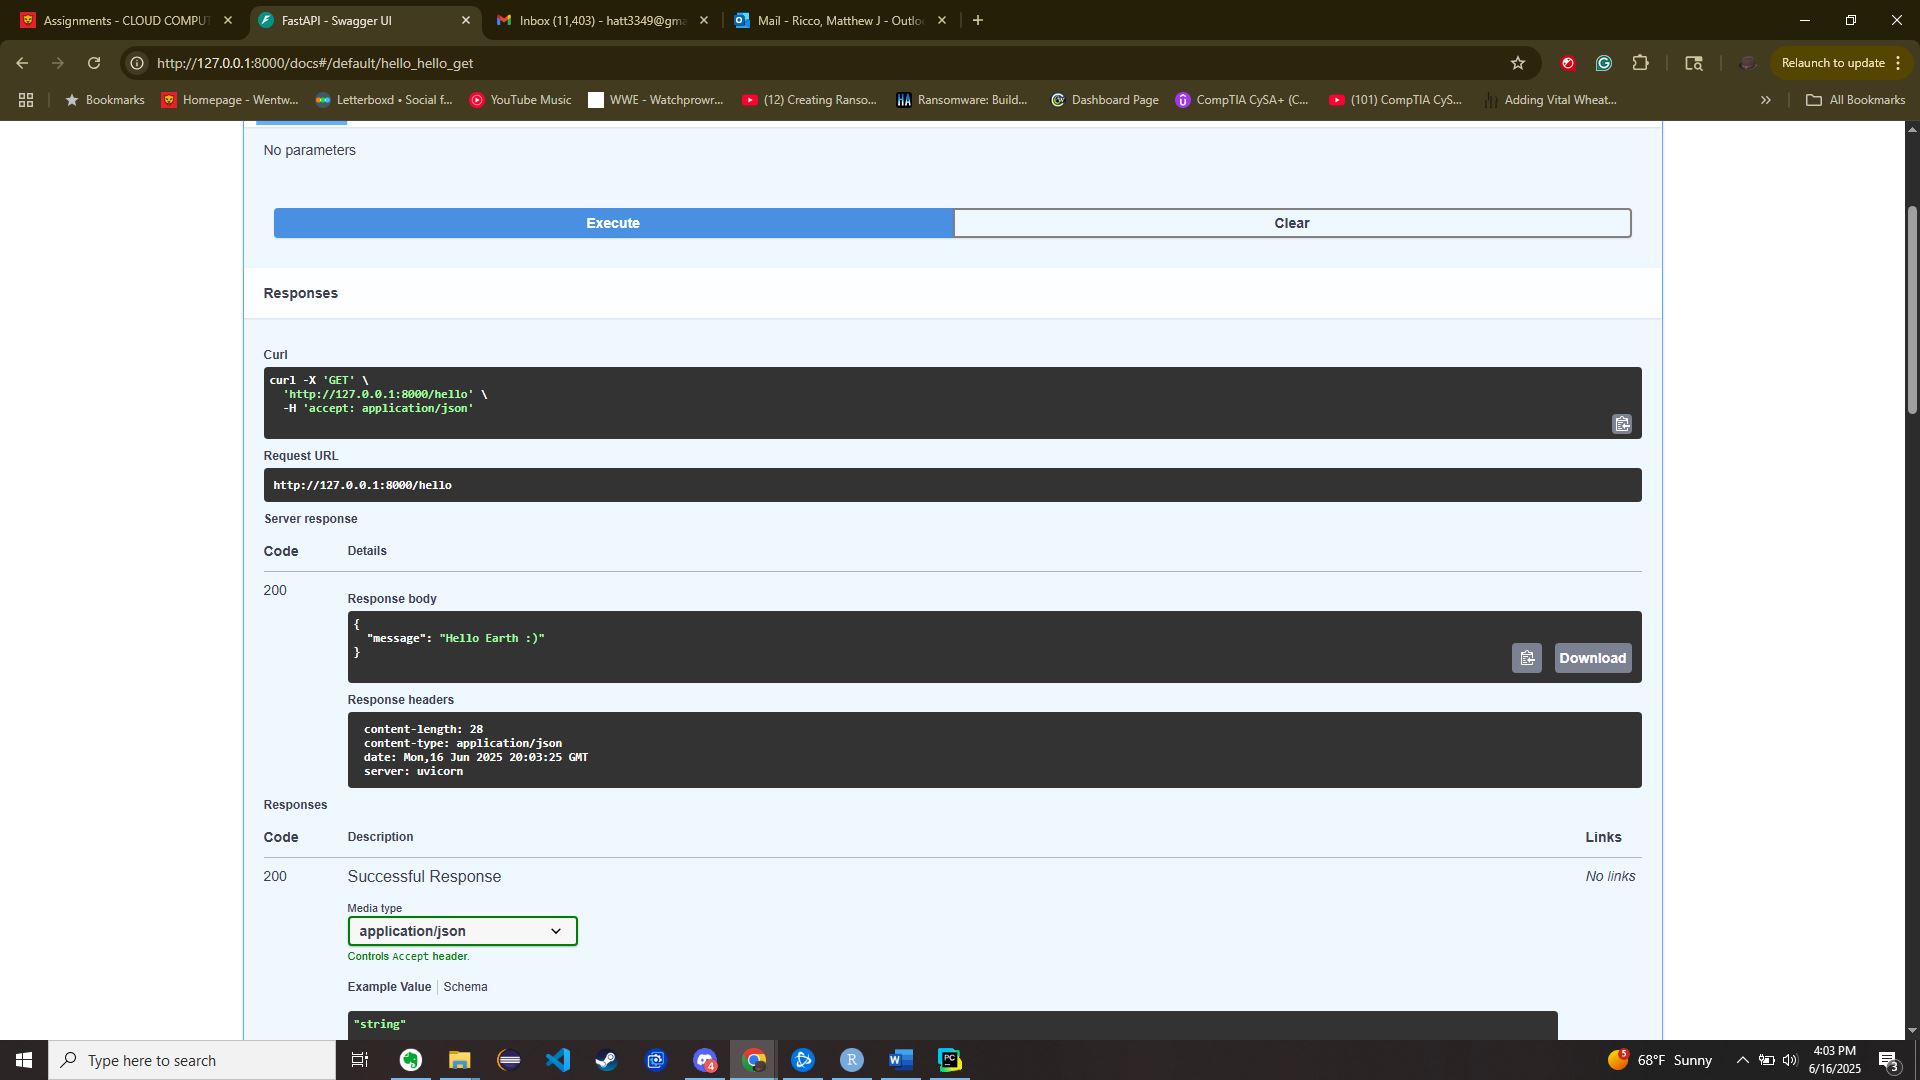 Assignments - CLOUD COMPUT
FastAPI - Swagger UI
Inbox (11,403) - hatt3349@gma
Mail - Ricco, Matthew J - Outlo
http://127.0.0.1:8000/docs#/default/hello_hello_get
Relaunch to update
Bookmarks
Homepage - Wentw...
Letterboxd • Social f...
YouTube Music
WWE - Watchprowr...
(12) Creating Ranso...
HA
Ransomware: Build...
Dashboard Page
CompTIA CySA+ (C...
(101) CompTIA CyS...
Adding Vital Wheat...
All Bookmarks
No parameters
Execute
Clear
Responses
Curl
curl -X 'GET' \
'http://127.0.0.1:8000/hello' \
-H 'accept: application/json'
Request URL
http://127.0.0.1:8000/hello
Server response
Code
Details
200
Response body
{
"message": "Hello Earth :)"
}
Download
Response headers
content-length: 28
content-type: application/json
date: Mon,16 Jun 2025 20:03:25 GMT
server: uvicorn
Responses
Code
Description
Links
200
Successful Response
No links
Media type
application/json
Controls Accept header.
Example Value
Schema
"string"
Type here to search
4
R
W
PC
5
68°F Sunny
4:03 PM
6/16/2025
3